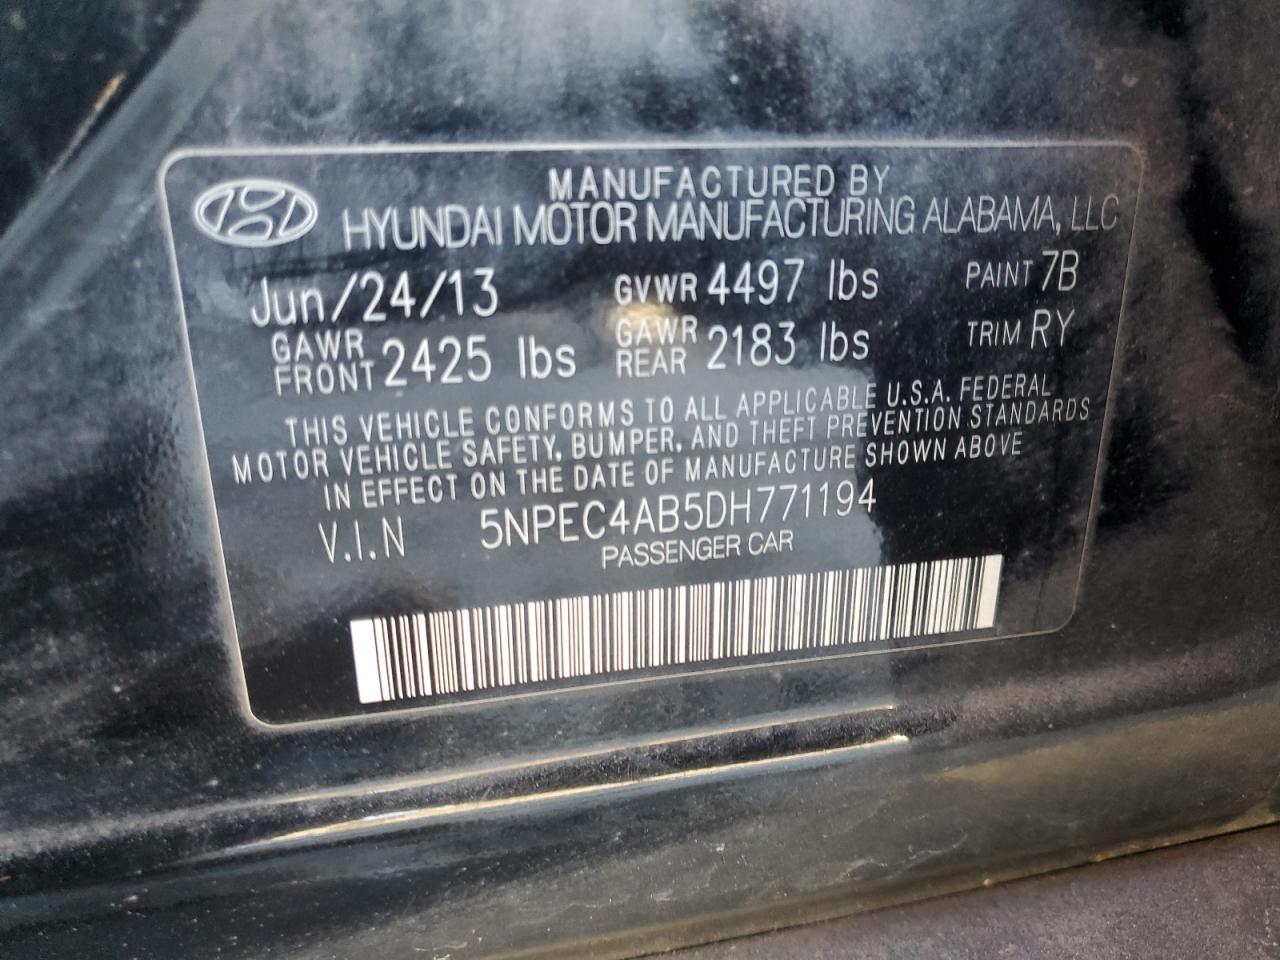 MANUFACTURED BY
HYUNDAI MOTOR MANUFACTURING ALABAMA, LLC
Jun/24/13 GVWR 4497 lbs PAINT 7B
GAWR FRONT 2425 lbs GAWR REAR 2183 lbs TRIM RY
THIS VEHICLE CONFORMS TO ALL APPLICABLE U.S.A. FEDERAL
MOTOR VEHICLE SAFETY, BUMPER, AND THEFT PREVENTION STANDARDS
IN EFFECT ON THE DATE OF MANUFACTURE SHOWN ABOVE
V.I.N 5NPEC4AB5DH771194
PASSENGER CAR